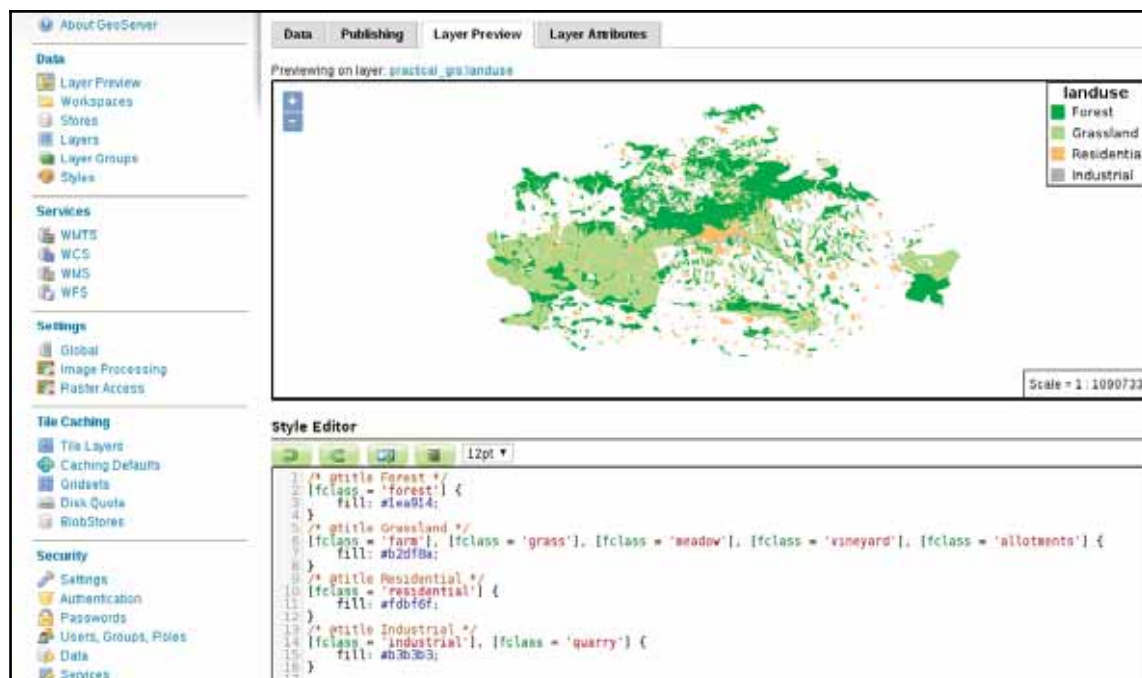 About GeoServer
Data
Layer Preview
Workspaces
Stores
Layers
Layer Groups
Styles
Services
WMTS
WCS
WMS
WFS
Settings
Global
Image Processing
Raster Access
Tile Caching
Tile Layers
Caching Defaults
Gridsets
Disk Quota
BlobStores
Security
Settings
Authentication
Passwords
Users, Groups, Roles
Data
Services
Data Publishing Layer Preview Layer Attributes
Previewing on layer: practical_gis:landuse
+
-
landuse
Forest
Grassland
Residentia
Industrial
Scale = 1 : 1090733
Style Editor
12pt
1 /* @title Forest */
2 [fclass = 'forest'] {
3 fill: #1ea914;
4 }
5 /* @title Grassland */
6 [fclass = 'farm'], [fclass = 'grass'], [fclass = 'meadow'], [fclass = 'vineyard'], [fclass = 'allotments'] {
7 fill: #b2df8a;
8 }
9 /* @title Residential */
10 [fclass = 'residential'] {
11 fill: #fdbf6f;
12 }
13 /* @title Industrial */
14 [fclass = 'industrial'], [fclass = 'quarry'] {
15 fill: #b3b3b3;
16 }